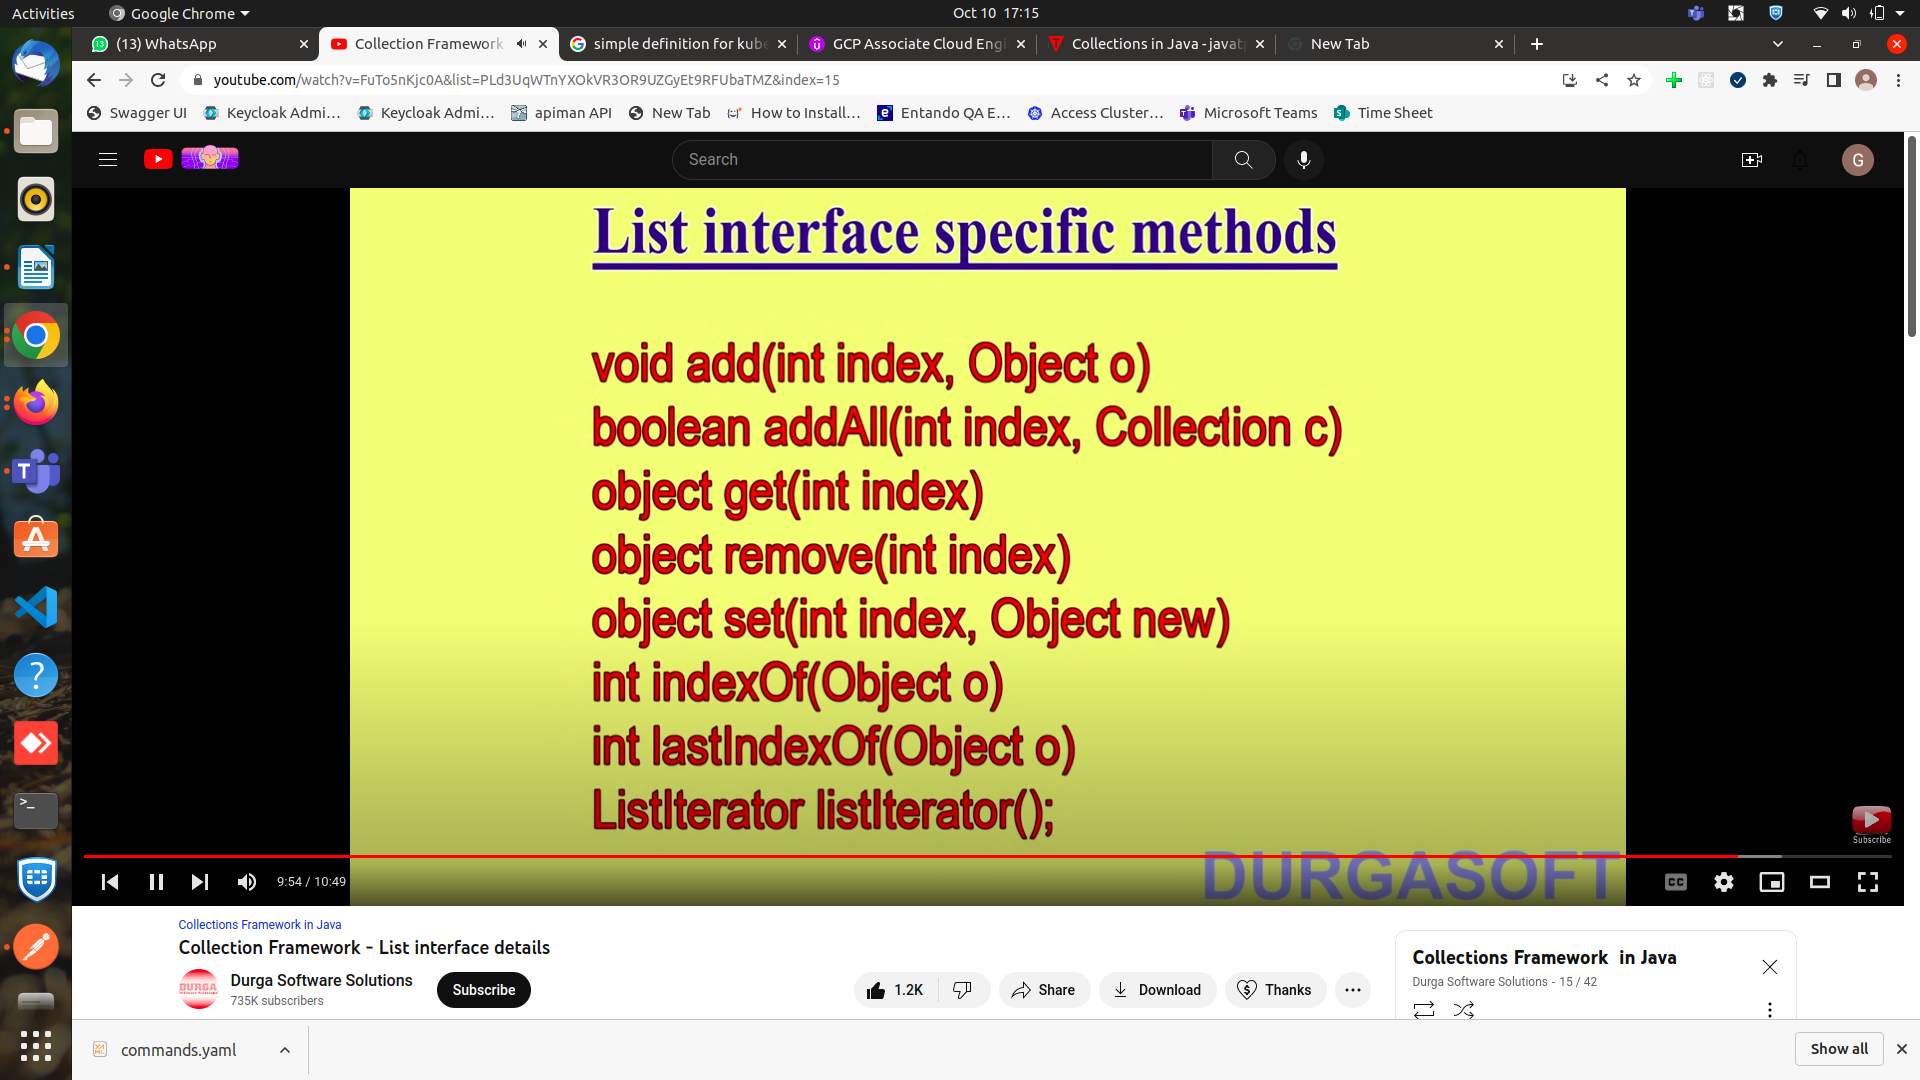 Activities
Google Chrome
Oct 10 17:15
(13) WhatsApp
Collection Framework
simple definition for kube
GCP Associate Cloud Engi
Collections in Java - javatp
New Tab
youtube.com/watch?v=FuTo5nKjc0A&list=PLd3UqWTnYXOkVR3OR9UZGyEt9RFUbaTMZ&index=15
Swagger UI
Keycloak Admi...
Keycloak Admi...
apiman API
New Tab
How to Install...
Entando QA E...
Access Cluster...
Microsoft Teams
Time Sheet
Search
G
List interface specific methods
void add(int index, Object o)
boolean addAll(int index, Collection c)
object get(int index)
object remove(int index)
object set(int index, Object new)
int indexOf(Object o)
int lastIndexOf(Object o)
ListIterator listIterator();
Subscribe
DURGASOFT
9:54 / 10:49
CC
Collections Framework in Java
Collection Framework - List interface details
DURGA
Durga Software Solutions
735K subscribers
Subscribe
1.2K
Share
Download
Thanks
Collections Framework in Java
Durga Software Solutions - 15 / 42
commands.yaml
Show all